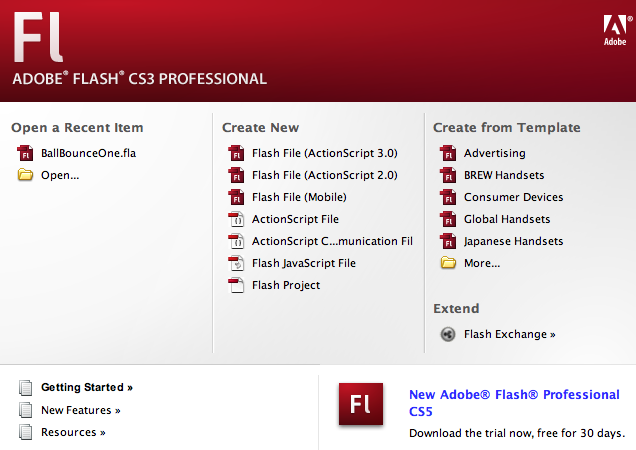 Fl
Adobe®
ADOBE® FLASH® CS3 PROFESSIONAL
Open a Recent Item
BallBounceOne.fla
Open...
Create New
Flash File (ActionScript 3.0)
Flash File (ActionScript 2.0)
Flash File (Mobile)
ActionScript File
ActionScript C...munication Fil
Flash JavaScript File
Flash Project
Create from Template
Advertising
BREW Handsets
Consumer Devices
Global Handsets
Japanese Handsets
More...
Extend
Flash Exchange »
Getting Started »
New Features »
Resources »
Fl
New Adobe® Flash® Professional
CS5
Download the trial now, free for 30 days.